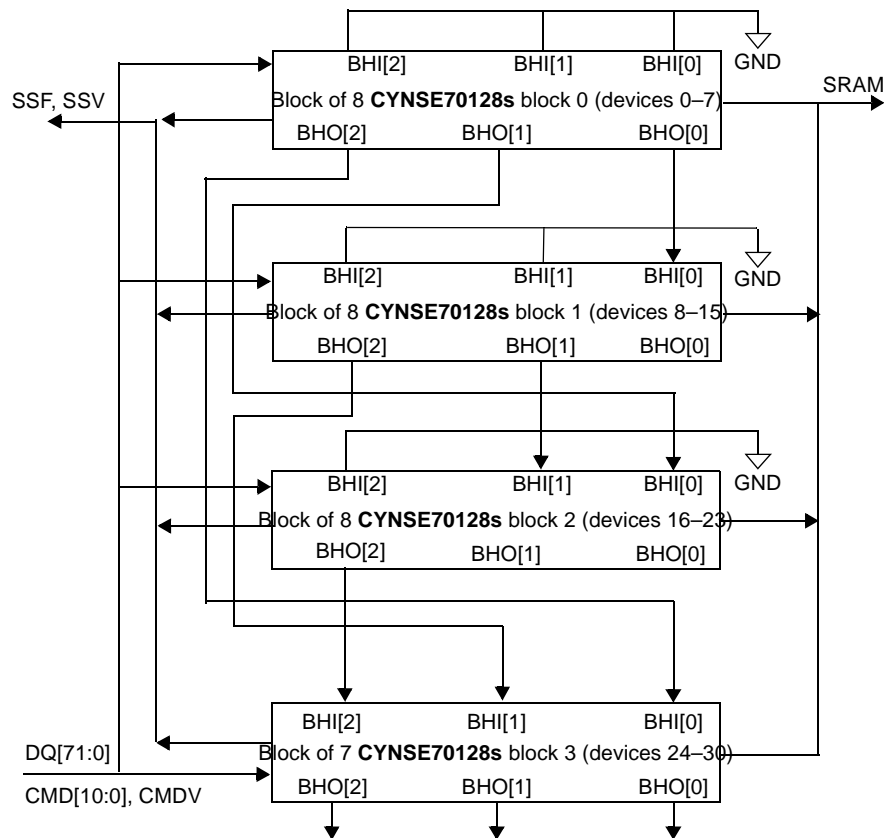 BHI[2] BHI[1] BHI[0] GND
SSF, SSV
SRAM
Block of 8 CYNSE70128s block 0 (devices 0–7)
BHO[2] BHO[1] BHO[0]
BHI[2] BHI[1] BHI[0] GND
Block of 8 CYNSE70128s block 1 (devices 8–15)
BHO[2] BHO[1] BHO[0]
BHI[2] BHI[1] BHI[0] GND
Block of 8 CYNSE70128s block 2 (devices 16–23)
BHO[2] BHO[1] BHO[0]
BHI[2] BHI[1] BHI[0]
DQ[71:0]
Block of 7 CYNSE70128s block 3 (devices 24–30)
CMD[10:0], CMDV
BHO[2] BHO[1] BHO[0]